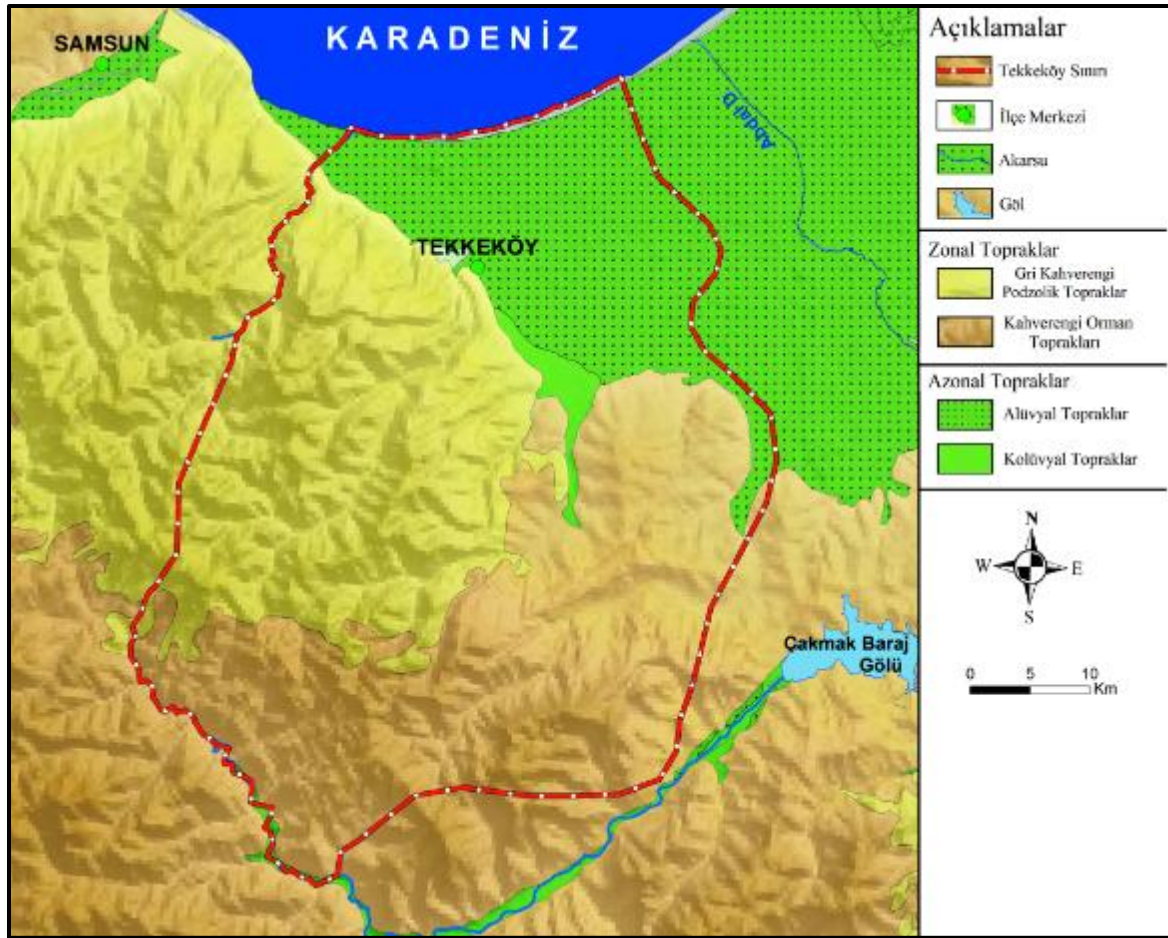 SAMSUN
KARADENİZ
Abdal D
TEKKEKÖY
Çakmak Baraj
Gölü
Açıklamalar
Tekkeköy Sınırı
İlçe Merkezi
Akarsu
Göl
Zonal Topraklar
Gri Kahverengi
Podzolik Topraklar
Kahverengi Orman
Toprakları
Azonal Topraklar
Alüvyal Topraklar
Kolüvyal Topraklar
N
W E
S
0 5 10
Km